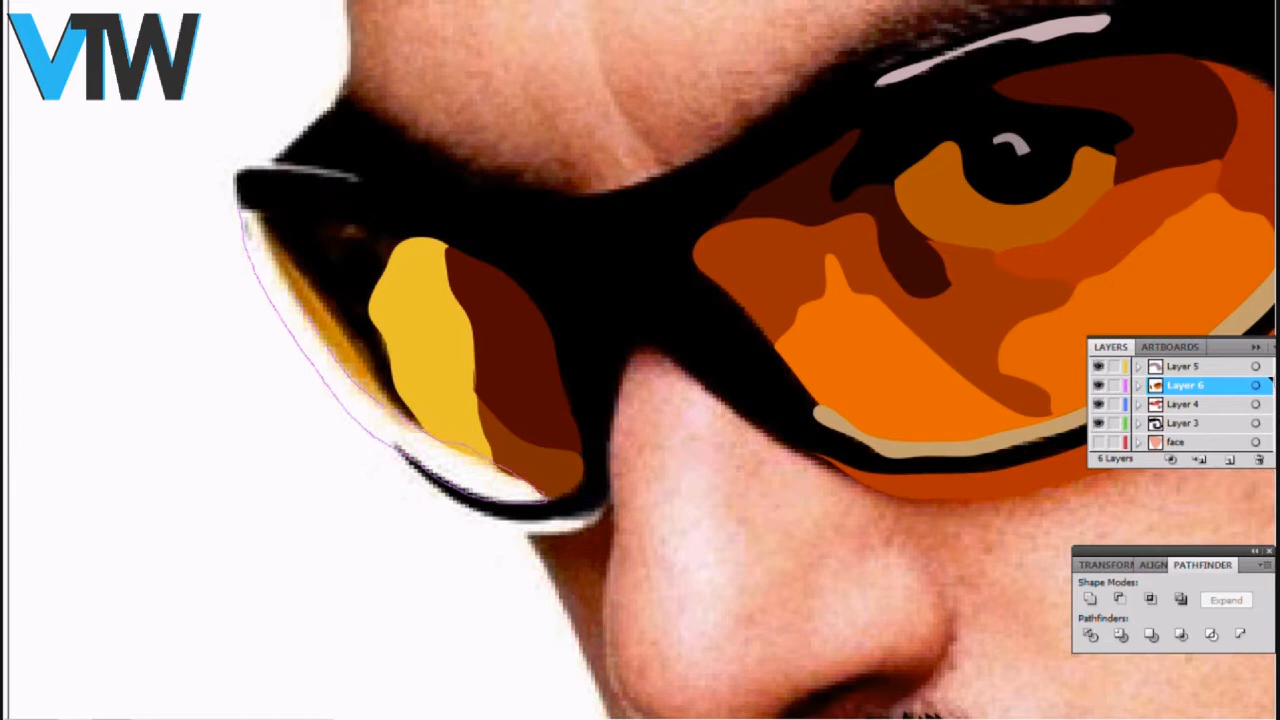 VTW
LAYERS ARTBOARDS
Layer 5
Layer 6
Layer 4
Layer 3
face
6 Layers
TRANSFORM ALIGN PATHFINDER
Shape Modes:
Expand
Pathfinders: